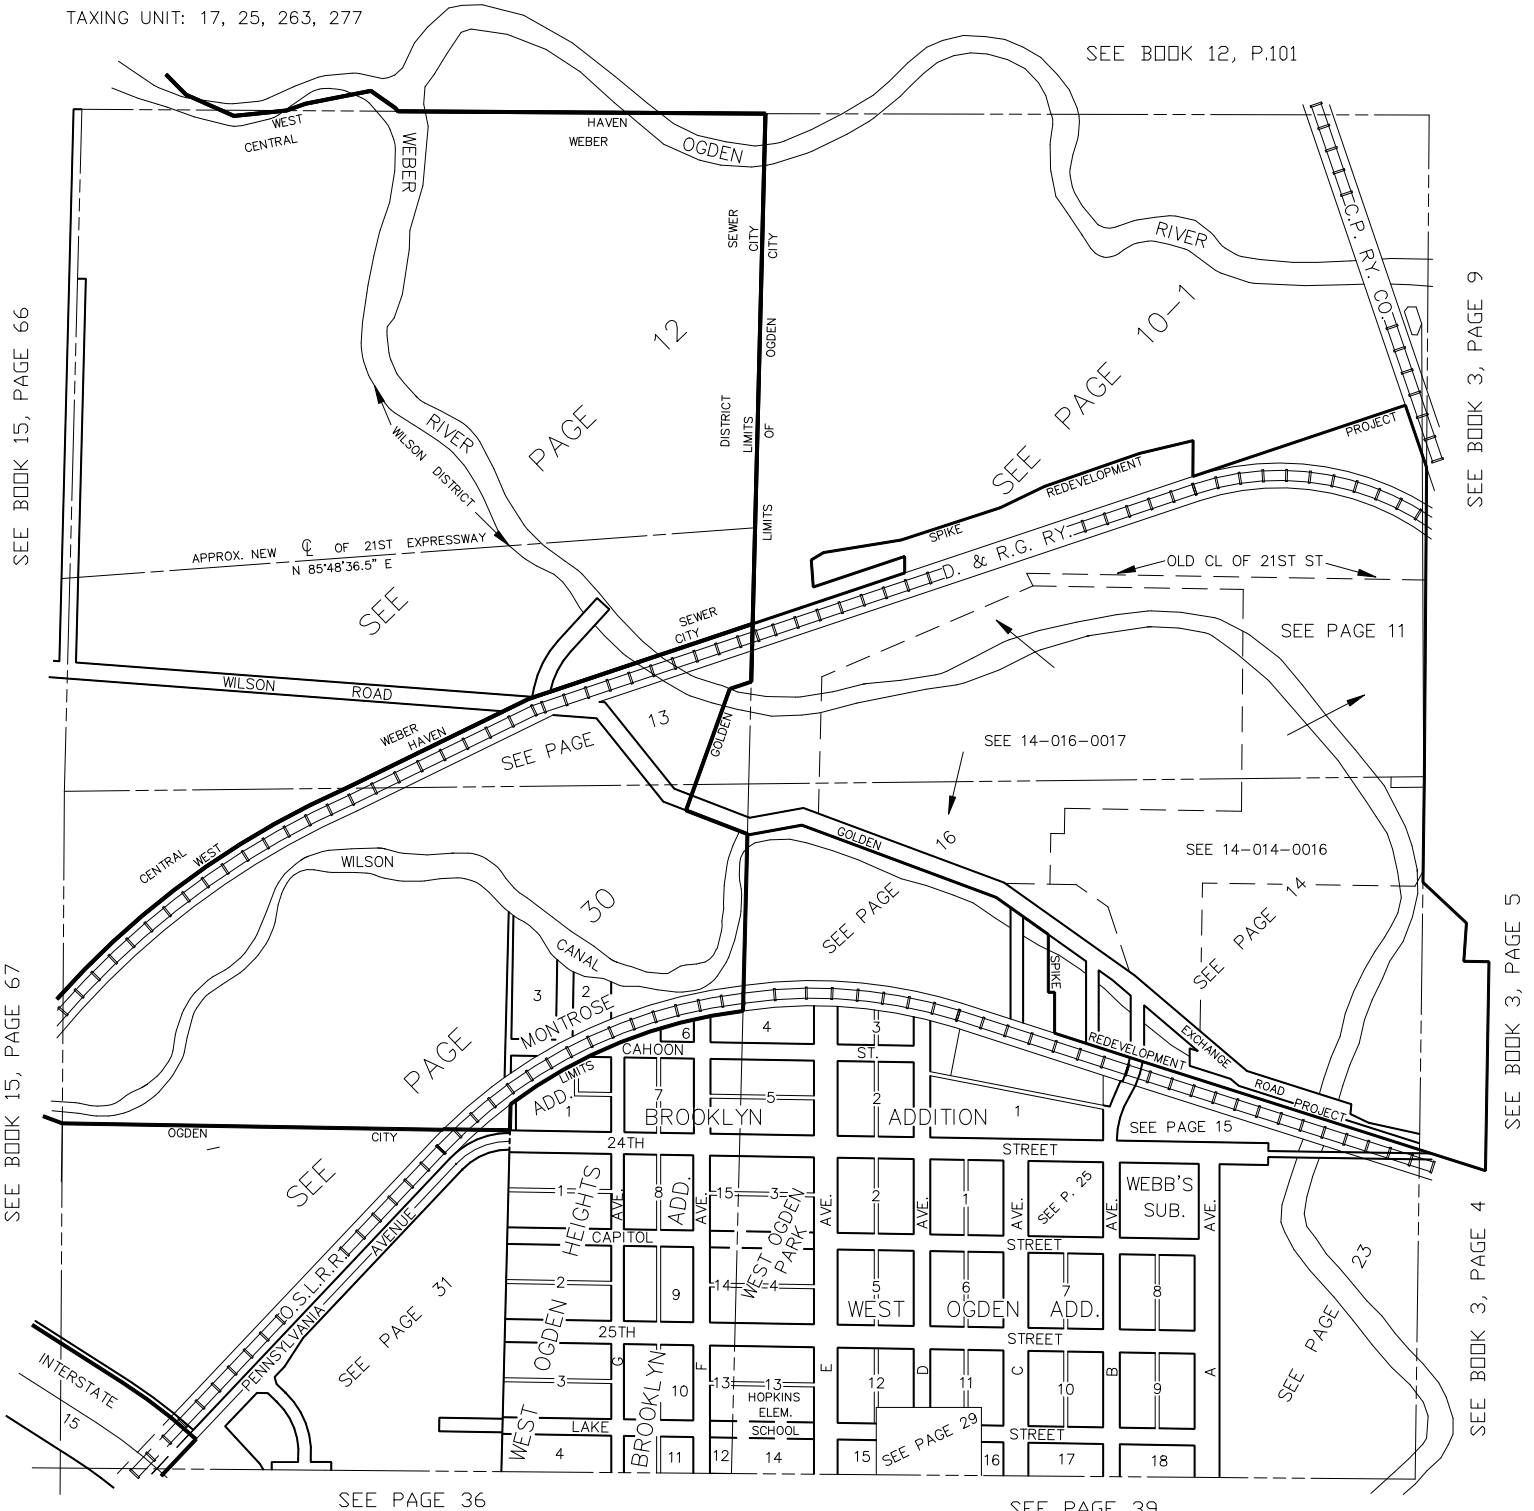 TAXING UNIT: 17, 25, 263, 277
SEE BOOK 12, P.101
WEST
CENTRAL
HAVEN
WEBER
WEBER
OGDEN
RIVER
C.P. RY. CO.
SEWER
CITY
CITY
SEE BOOK 15, PAGE 66
SEE BOOK 3, PAGE 9
SEE PAGE 12
SEE PAGE 10-1
OGDEN
DISTRICT
LIMITS
OF
LIMITS
RIVER
WILSON DISTRICT
PROJECT
REDEVELOPMENT
SPIKE
D. & R.G. RY.
APPROX. NEW ℄ OF 21ST EXPRESSWAY
N 85°48'36.5" E
OLD CL OF 21ST ST
SEE PAGE 11
SEWER
CITY
WILSON ROAD
WEBER
HAVEN
SEE PAGE 13
GOLDEN
SEE 14-016-0017
CENTRAL
WEST
WILSON
CANAL
GOLDEN
SEE PAGE 16
SEE 14-014-0016
SEE PAGE 14
SEE PAGE 30
SPIKE
REDEVELOPMENT
EXCHANGE
ROAD PROJECT
SEE BOOK 15, PAGE 67
SEE BOOK 3, PAGE 5
3
2
MONTROSE
ADD.
LIMITS
1
6
4
3
CAHOON
ST.
7
5
2
1
BROOKLYN
ADDITION
SEE PAGE 15
OGDEN
CITY
24TH
STREET
1
8
15
3
2
1
SEE P. 25
WEBB'S
SUB.
AVE.
AVE.
AVE.
AVE.
AVE.
AVE.
AVE.
HEIGHTS
ADD.
WEST OGDEN
PARK
CAPITOL
STREET
2
9
14
4
5
6
7
8
WEST OGDEN ADD.
25TH
STREET
O.S.L.R.R.
PENNSYLVANIA AVENUE
SEE PAGE 31
SEE PAGE 23
SEE BOOK 3, PAGE 4
G
F
E
D
C
B
A
WEST OGDEN
BROOKLYN
3
10
13
13
12
11
10
9
HOPKINS
ELEM.
SCHOOL
INTERSTATE
15
LAKE
STREET
4
11
12
14
15
SEE PAGE 29
16
17
18
SEE PAGE 36
SEE PAGE 39